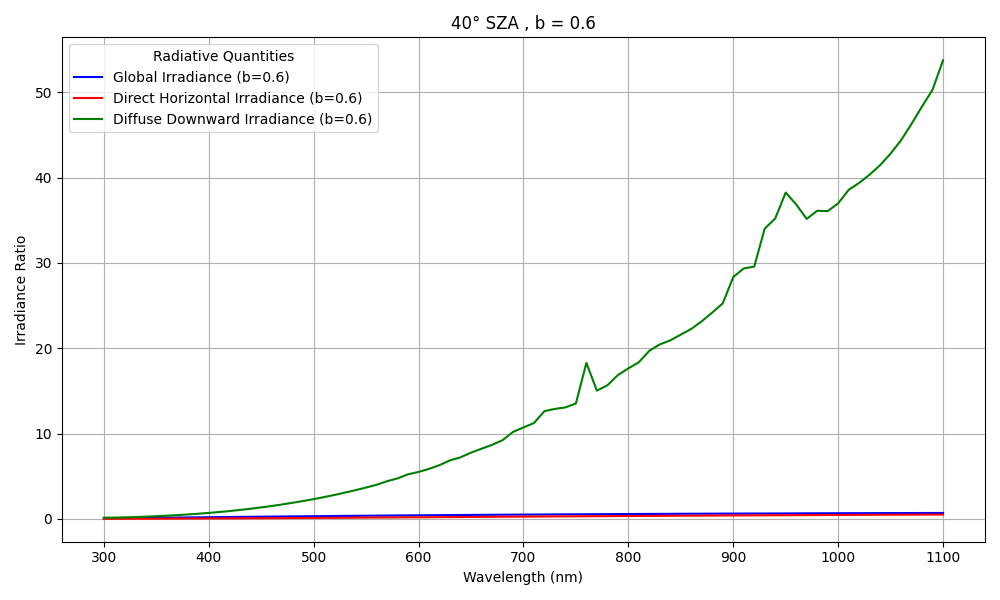 40° SZA , b = 0.6
Radiative Quantities
Global Irradiance (b=0.6)
Direct Horizontal Irradiance (b=0.6)
Diffuse Downward Irradiance (b=0.6)
Irradiance Ratio
50
40
30
20
10
0
300 400 500 600 700 800 900 1000 1100
Wavelength (nm)